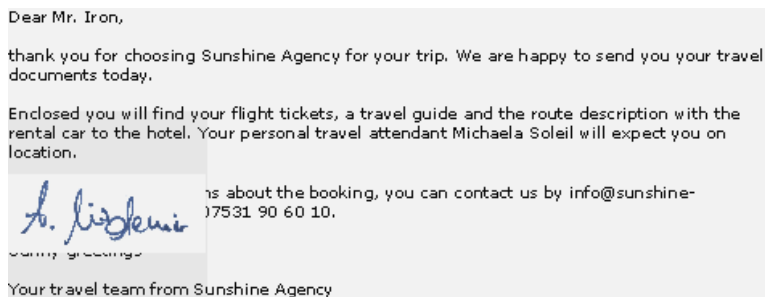 Dear Mr. Iron,
thank you for choosing Sunshine Agency for your trip. We are happy to send you your travel
documents today.
Enclosed you will find your flight tickets, a travel guide and the route description with the
rental car to the hotel. Your personal travel attendant Michaela Soleil will expect you on
location.
about the booking, you can contact us by info@sunshine-
07531 90 60 10.
Sunny greetings
Your travel team from Sunshine Agency